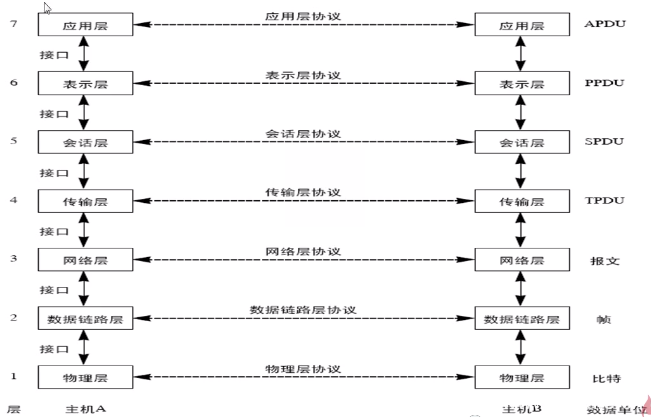 7 应用层 应用层协议 应用层 APDU
接口
6 表示层 表示层协议 表示层 PPDU
接口
5 会话层 会话层协议 会话层 SPDU
接口
4 传输层 传输层协议 传输层 TPDU
接口
3 网络层 网络层协议 网络层 报文
接口
2 数据链路层 数据链路层协议 数据链路层 帧
接口
1 物理层 物理层协议 物理层 比特
层 主机A 主机B 数据单位